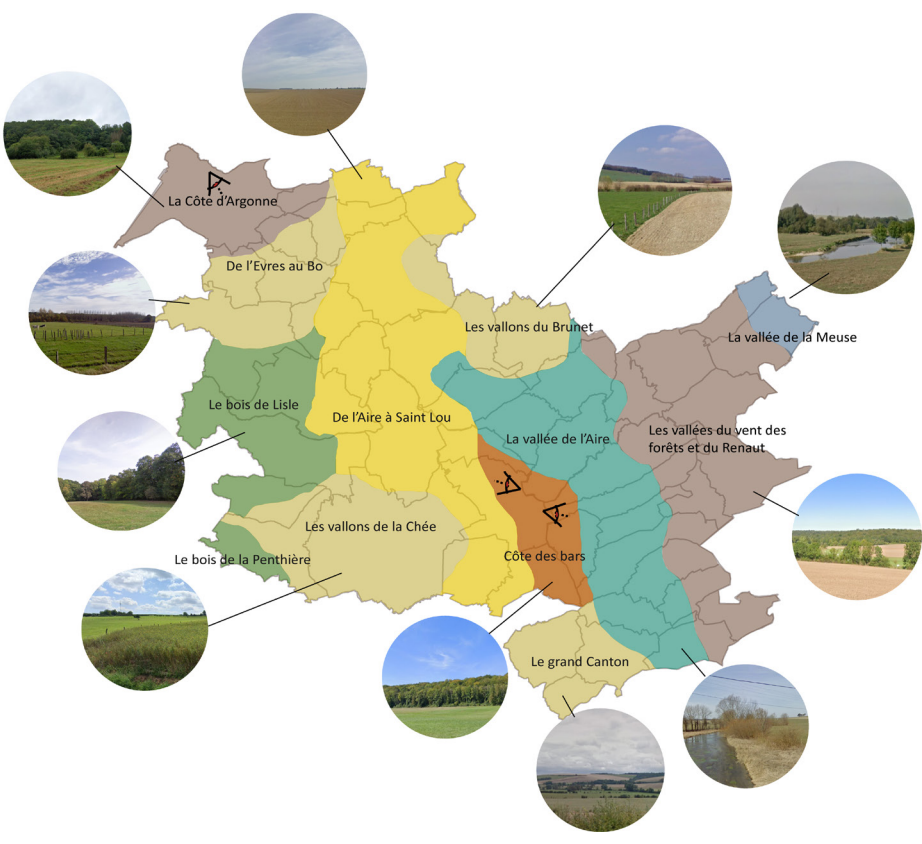 La Côte d'Argonne
De l'Evres au Bo
Les vallons du Brunet
La vallée de la Meuse
Le bois de Lisle
De l'Aire à Saint Lou
La vallée de l'Aire
Les vallées du vent des
forêts et du Renaut
Les vallons de la Chée
Le bois de la Penthière
Côte des bars
Le grand Canton